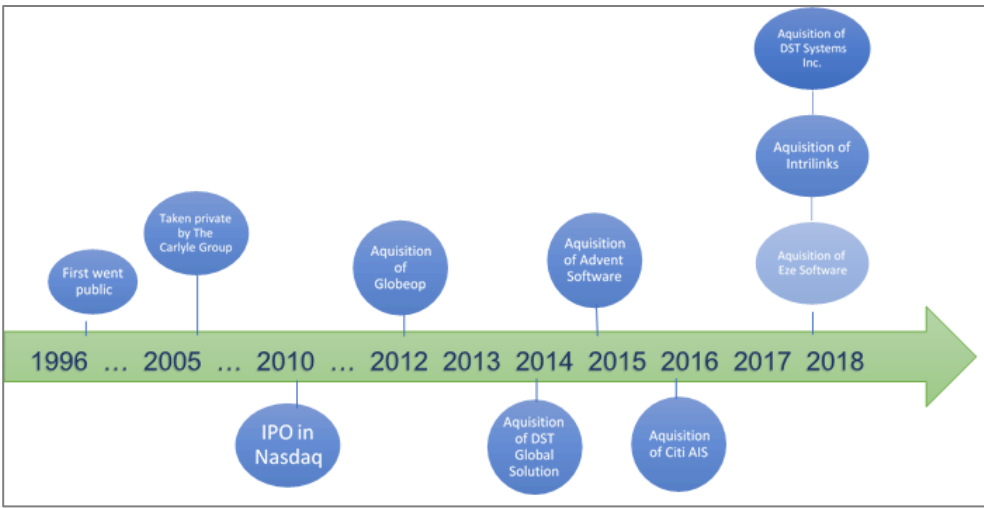 Aquisition of
DST Systems
Inc.
Aquisition of
Intrilinks
Aquisition of
Eze Software
Taken private
by The
Carlyle Group
First went
public
Aquisition
of
Globeop
Aquisition
of Advent
Software
1996 ... 2005 ... 2010 ... 2012 2013 2014 2015 2016 2017 2018
IPO in
Nasdaq
Aquisition
of DST
Global
Solution
Aquisition
of Citi AIS